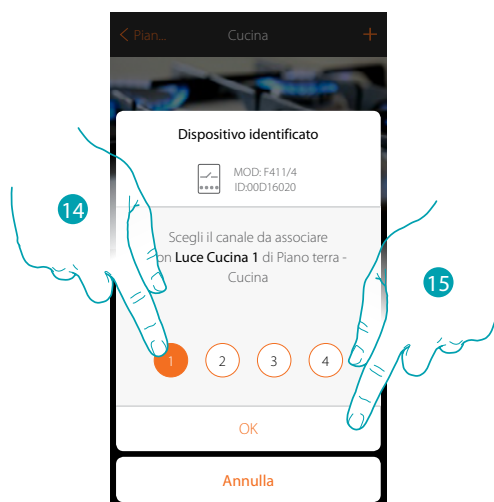 < Pian... Cucina +
Dispositivo identificato
MOD: F411/4
ID:00D16020
14
Scegli il canale da associare
on Luce Cucina 1 di Piano terra -
Cucina
15
1 2 3 4
OK
Annulla